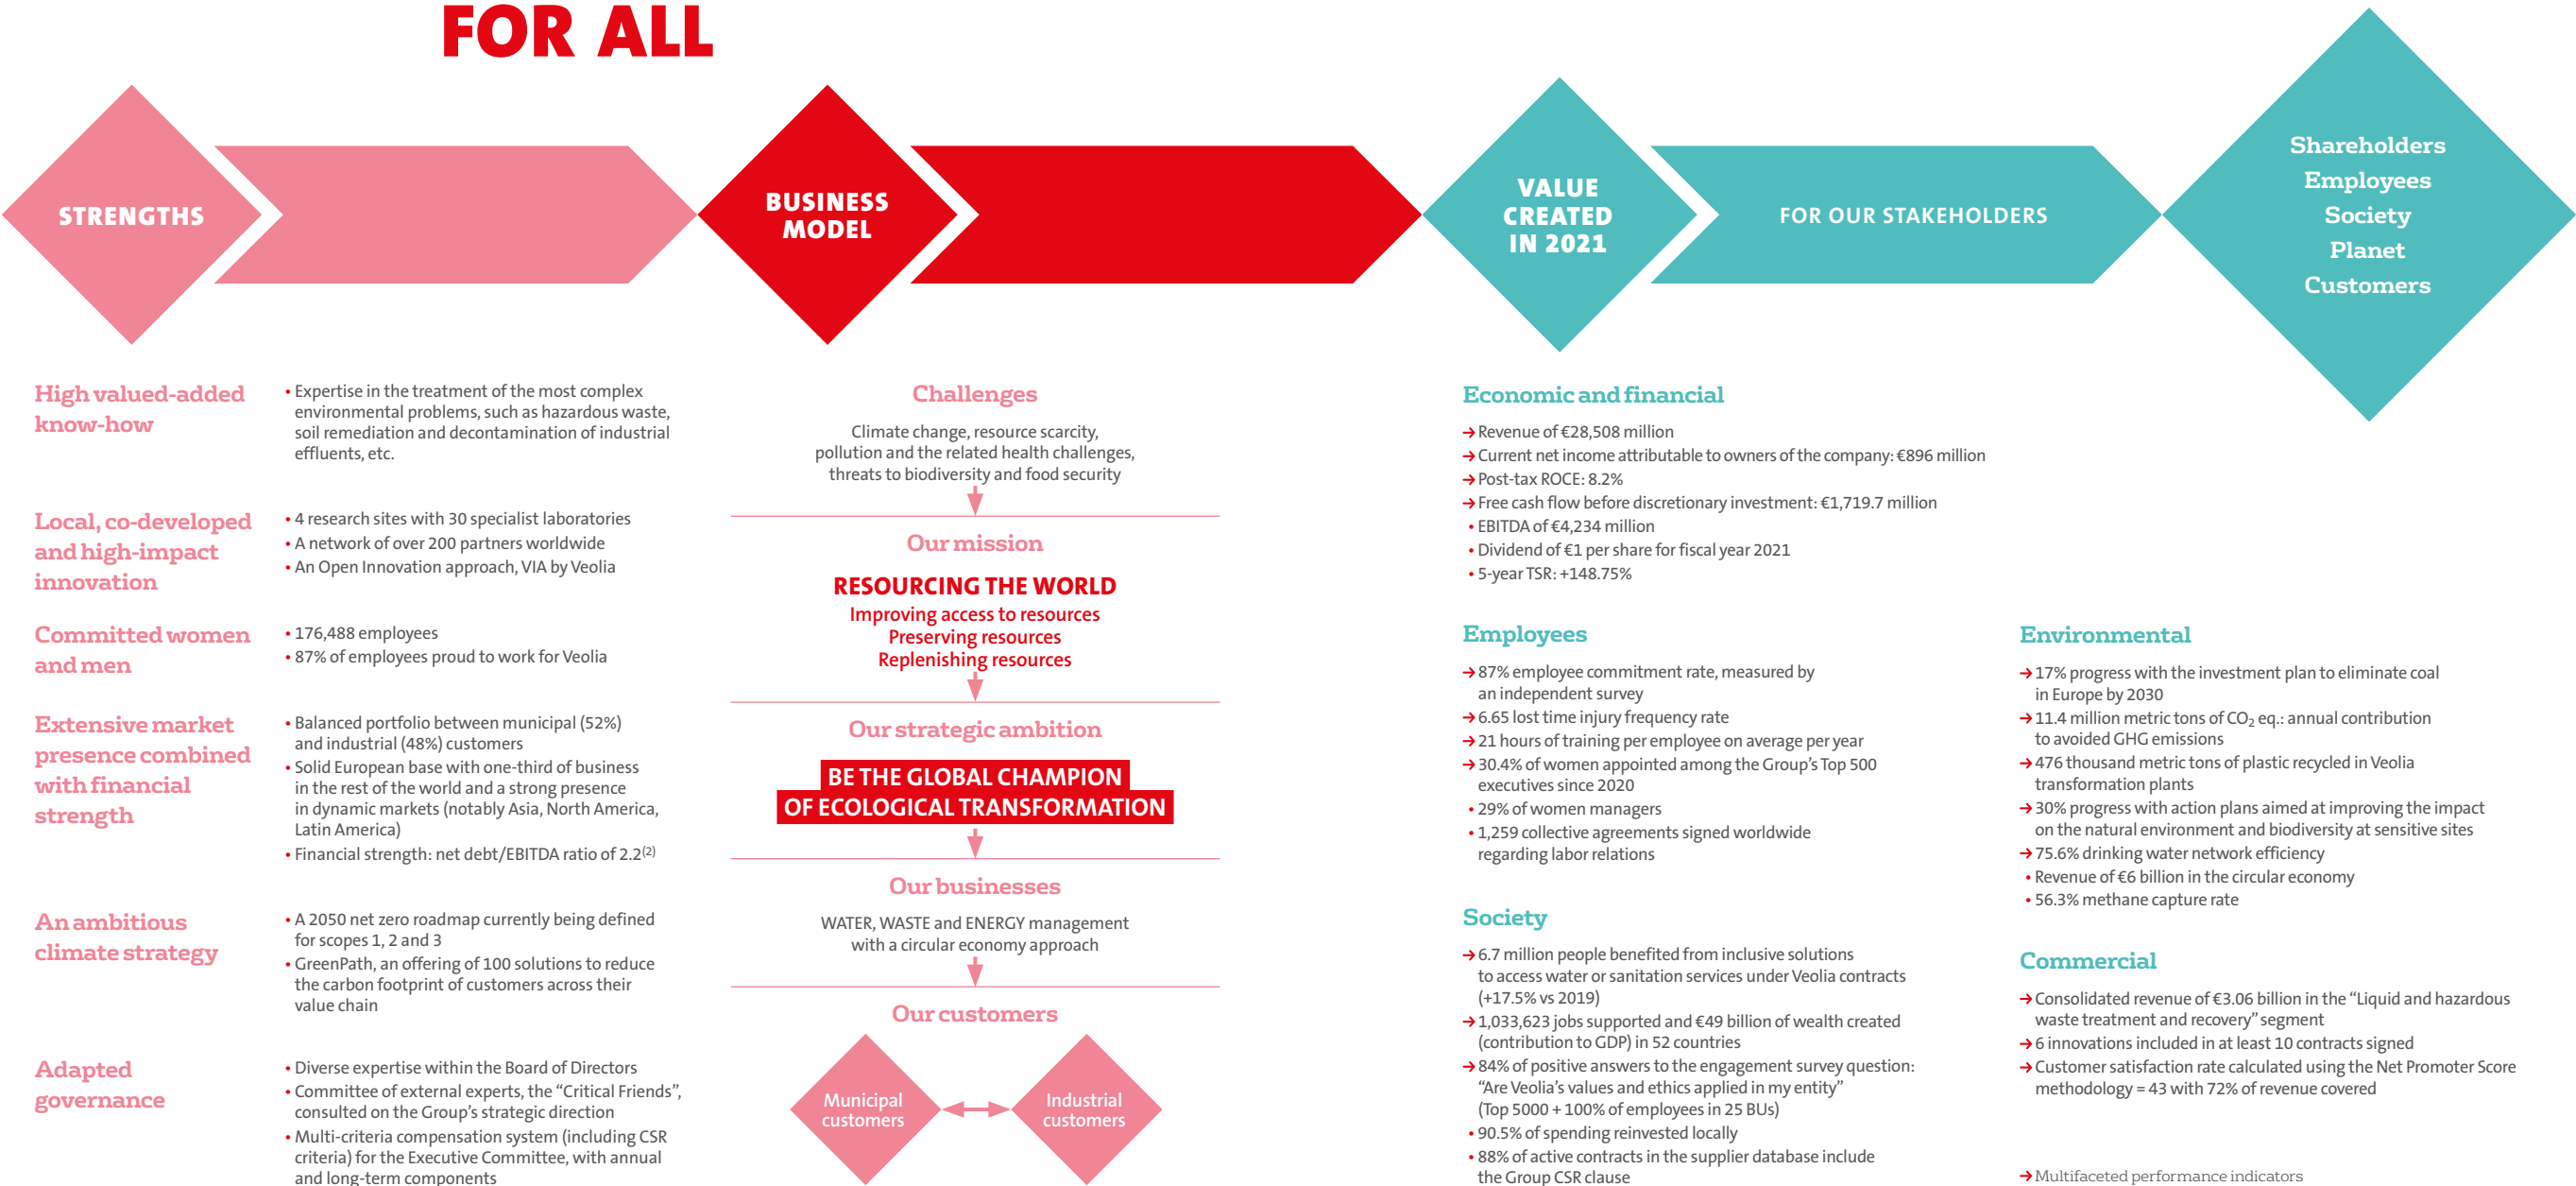 FOR ALL
STRENGTHS
BUSINESS
MODEL
VALUE
CREATED
IN 2021
FOR OUR STAKEHOLDERS
Shareholders
Employees
Society
Planet
Customers
High valued-added
know-how
• Expertise in the treatment of the most complex
environmental problems, such as hazardous waste,
soil remediation and decontamination of industrial
effluents, etc.
Local, co-developed
and high-impact
innovation
• 4 research sites with 30 specialist laboratories
• A network of over 200 partners worldwide
• An Open Innovation approach, VIA by Veolia
Committed women
and men
• 176,488 employees
• 87% of employees proud to work for Veolia
Extensive market
presence combined
with financial
strength
• Balanced portfolio between municipal (52%)
and industrial (48%) customers
• Solid European base with one-third of business
in the rest of the world and a strong presence
in dynamic markets (notably Asia, North America,
Latin America)
• Financial strength: net debt/EBITDA ratio of 2.2(2)
An ambitious
climate strategy
• A 2050 net zero roadmap currently being defined
for scopes 1, 2 and 3
• GreenPath, an offering of 100 solutions to reduce
the carbon footprint of customers across their
value chain
Adapted
governance
• Diverse expertise within the Board of Directors
• Committee of external experts, the “Critical Friends”,
consulted on the Group’s strategic direction
• Multi-criteria compensation system (including CSR
criteria) for the Executive Committee, with annual
and long-term components
Challenges
Climate change, resource scarcity,
pollution and the related health challenges,
threats to biodiversity and food security
Our mission
RESOURCING THE WORLD
Improving access to resources
Preserving resources
Replenishing resources
Our strategic ambition
BE THE GLOBAL CHAMPION
OF ECOLOGICAL TRANSFORMATION
Our businesses
WATER, WASTE and ENERGY management
with a circular economy approach
Our customers
Municipal
customers
Industrial
customers
Economic and financial
→ Revenue of €28,508 million
→ Current net income attributable to owners of the company: €896 million
→ Post-tax ROCE: 8.2%
→ Free cash flow before discretionary investment: €1,719.7 million
• EBITDA of €4,234 million
• Dividend of €1 per share for fiscal year 2021
• 5-year TSR: +148.75%
Employees
→ 87% employee commitment rate, measured by
an independent survey
→ 6.65 lost time injury frequency rate
→ 21 hours of training per employee on average per year
→ 30.4% of women appointed among the Group’s Top 500
executives since 2020
• 29% of women managers
• 1,259 collective agreements signed worldwide
regarding labor relations
Society
→ 6.7 million people benefited from inclusive solutions
to access water or sanitation services under Veolia contracts
(+17.5% vs 2019)
→ 1,033,623 jobs supported and €49 billion of wealth created
(contribution to GDP) in 52 countries
→ 84% of positive answers to the engagement survey question:
“Are Veolia’s values and ethics applied in my entity”
(Top 5000 + 100% of employees in 25 BUs)
• 90.5% of spending reinvested locally
• 88% of active contracts in the supplier database include
the Group CSR clause
Environmental
→ 17% progress with the investment plan to eliminate coal
in Europe by 2030
→ 11.4 million metric tons of CO₂ eq.: annual contribution
to avoided GHG emissions
→ 476 thousand metric tons of plastic recycled in Veolia
transformation plants
→ 30% progress with action plans aimed at improving the impact
on the natural environment and biodiversity at sensitive sites
→ 75.6% drinking water network efficiency
• Revenue of €6 billion in the circular economy
• 56.3% methane capture rate
Commercial
→ Consolidated revenue of €3.06 billion in the “Liquid and hazardous
waste treatment and recovery” segment
→ 6 innovations included in at least 10 contracts signed
→ Customer satisfaction rate calculated using the Net Promoter Score
methodology = 43 with 72% of revenue covered
→ Multifaceted performance indicators